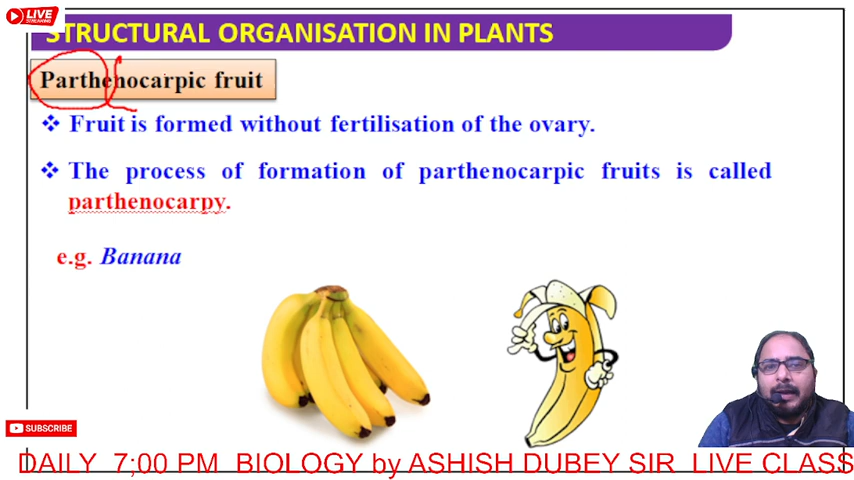 LIVE
STREAMING
STRUCTURAL ORGANISATION IN PLANTS
Parthenocarpic fruit
❖ Fruit is formed without fertilisation of the ovary.
❖ The process of formation of parthenocarpic fruits is called
parthenocarpy.
e.g. Banana
SUBSCRIBE
DAILY 7;00 PM BIOLOGY by ASHISH DUBEY SIR LIVE CLASS